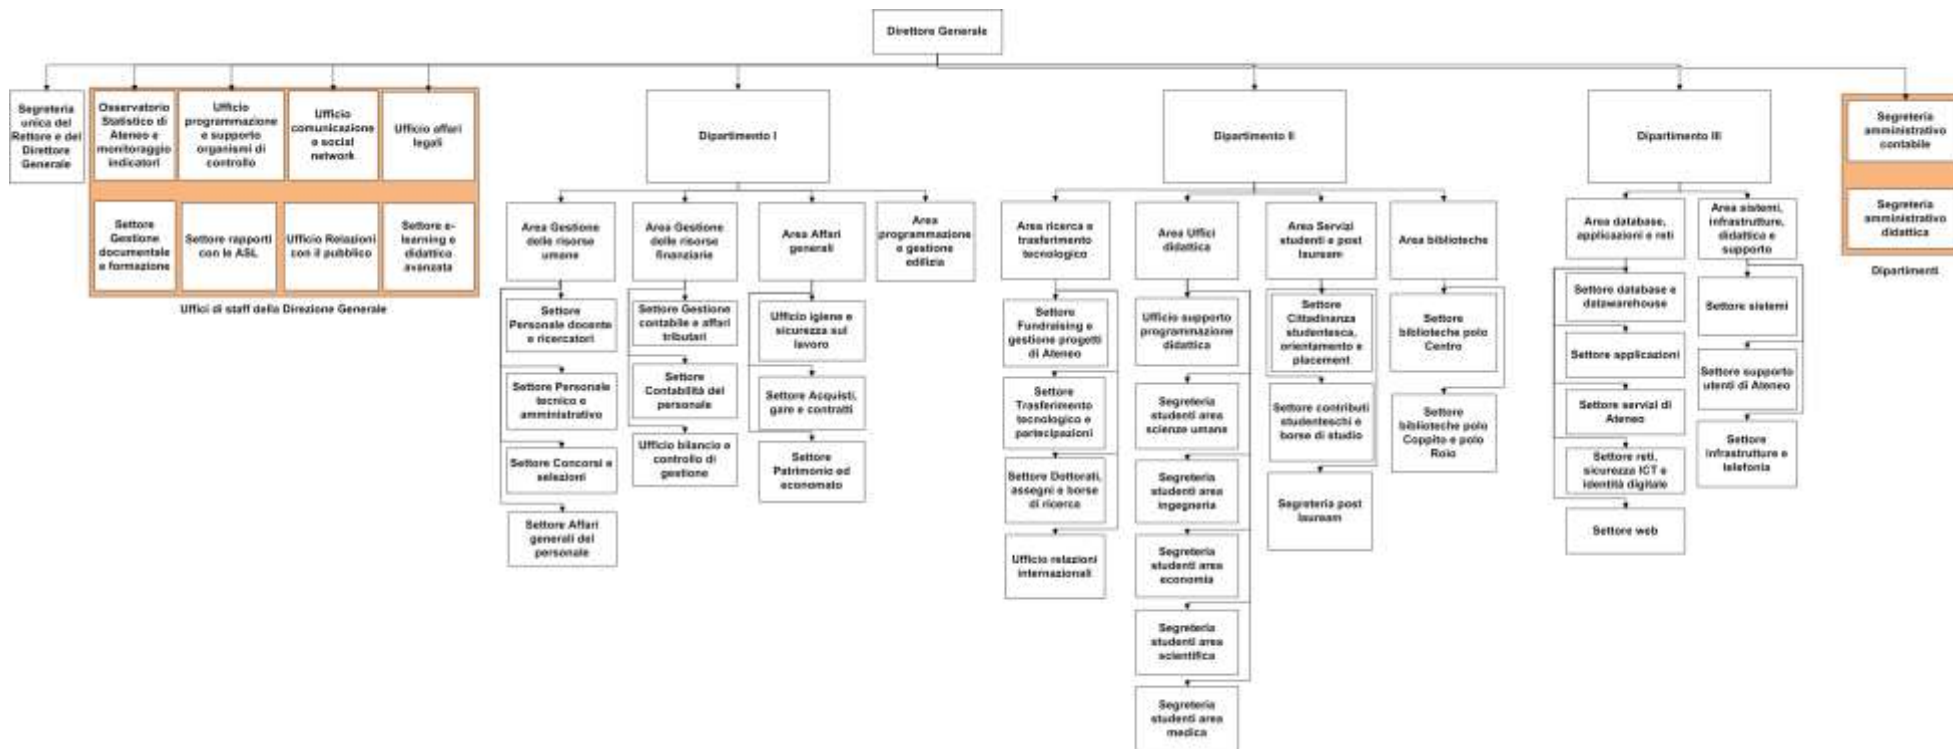 Direttore Generale
Segreteria
unica del
Rettore e del
Direttore
Generale
Osservatorio
Statistico di
Ateneo e
monitoraggio
indicatori
Ufficio
programmazione
e supporto
organismi di
controllo
Ufficio
comunicazione
e social
network
Ufficio affari
legali
Settore
Gestione
documentale
e formazione
Settore rapporti
con le ASL
Ufficio Relazioni
con il pubblico
Settore e-
learning e
didattica
avanzata
Uffici di staff della Direzione Generale
Dipartimento I
Area Gestione
delle risorse
umane
Settore
Personale docente
e ricercatori
Settore Personale
tecnico e
amministrativo
Settore Concorsi e
selezioni
Settore Affari
generali del
personale
Area Gestione
delle risorse
finanziarie
Settore Gestione
contabile e affari
tributari
Settore
Contabilità del
personale
Ufficio bilancio e
controllo di
gestione
Area Affari
generali
Ufficio igiene e
sicurezza sul
lavoro
Settore Acquisti,
gare e contratti
Settore
Patrimonio ed
economato
Area
programmazione
e gestione
edilizia
Dipartimento II
Area ricerca e
trasferimento
tecnologico
Settore
Fundraising e
gestione progetti
di Ateneo
Settore
Trasferimento
tecnologico e
partecipazioni
Settore Dottorati,
assegni e borse
di ricerca
Ufficio relazioni
internazionali
Area Uffici
didattica
Ufficio supporto
programmazione
didattica
Segreteria
studenti area
scienze umane
Segreteria
studenti area
ingegneria
Segreteria
studenti area
economia
Segreteria
studenti area
scientifica
Segreteria
studenti area
medica
Area Servizi
studenti e post
lauream
Settore
Cittadinanza
studentesca,
orientamento e
placement
Settore contributi
studenteschi e
borse di studio
Segreteria post
lauream
Area biblioteche
Settore
biblioteche polo
Centro
Settore
biblioteche polo
Coppito e polo
Roio
Dipartimento III
Area database,
applicazioni e reti
Settore database e
datawarehouse
Settore applicazioni
Settore servizi di
Ateneo
Settore reti,
sicurezza ICT e
identità digitale
Settore web
Area sistemi,
infrastrutture,
didattica e
supporto
Settore sistemi
Settore supporto
utenti di Ateneo
Settore
infrastrutture e
telefonia
Segreteria
amministrativo
contabile
Segreteria
amministrativo
didattica
Dipartimenti